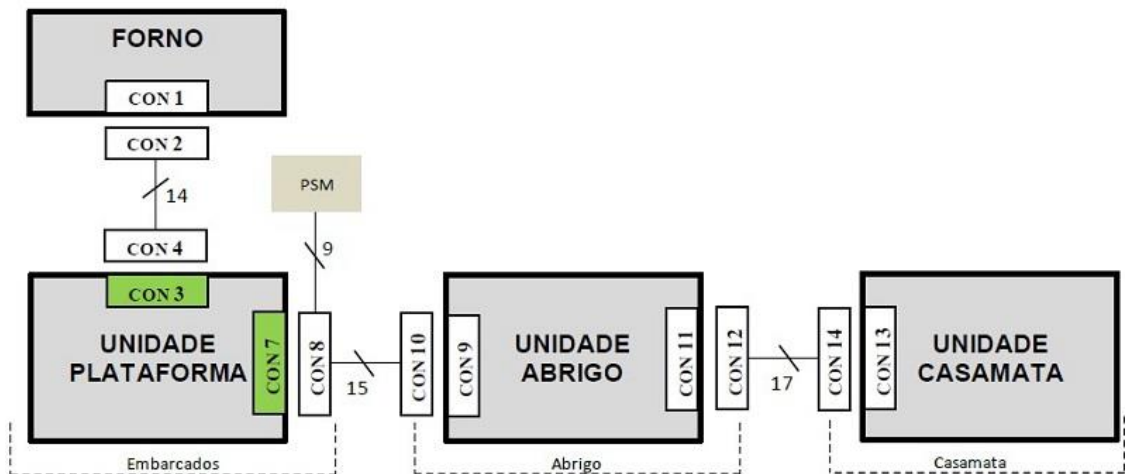 FORNO
CON 1
CON 2
14
PSM
9
CON 4
CON 3
UNIDADE
PLATAFORMA
CON 7
CON 8
15
CON 10
CON 9
UNIDADE
ABRIGO
CON 11
CON 12
17
CON 14
CON 13
UNIDADE
CASAMATA
Embarcados
Abrigo
Casamata